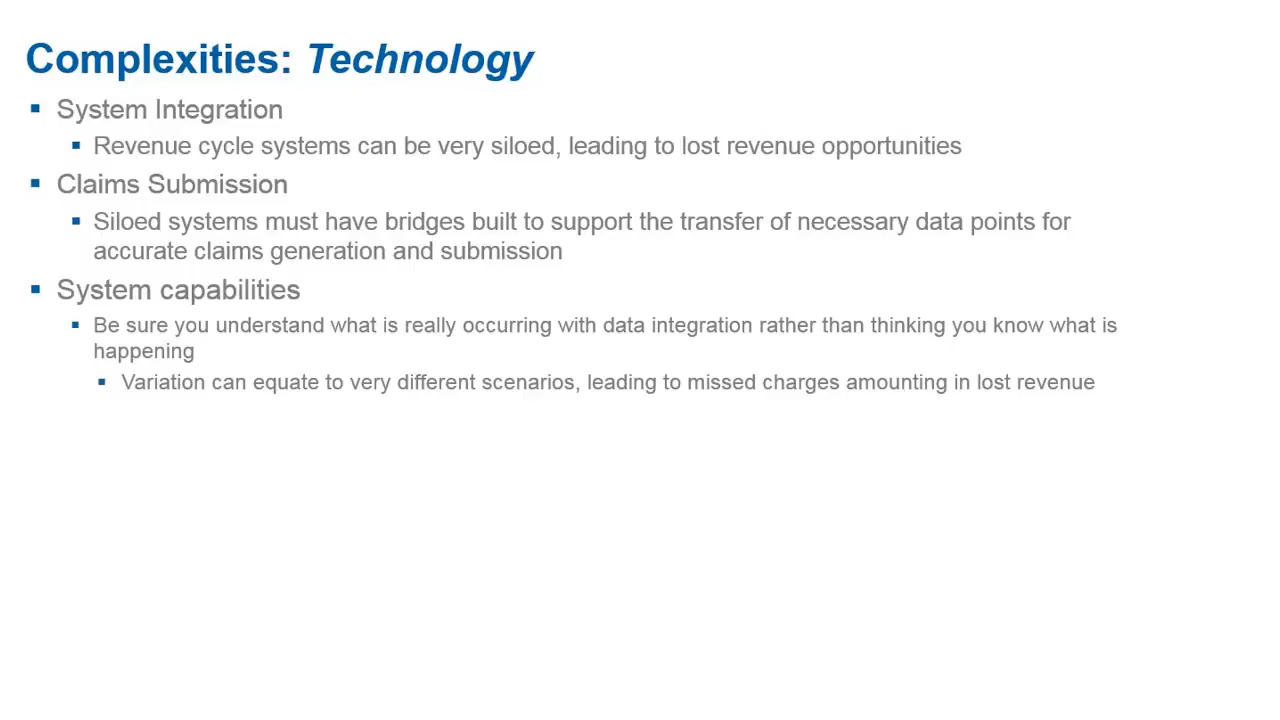 Complexities: Technology
System Integration
Revenue cycle systems can be very siloed, leading to lost revenue opportunities
Claims Submission
Siloed systems must have bridges built to support the transfer of necessary data points for
accurate claims generation and submission
System capabilities
Be sure you understand what is really occurring with data integration rather than thinking you know what is
happening
Variation can equate to very different scenarios, leading to missed charges amounting in lost revenue